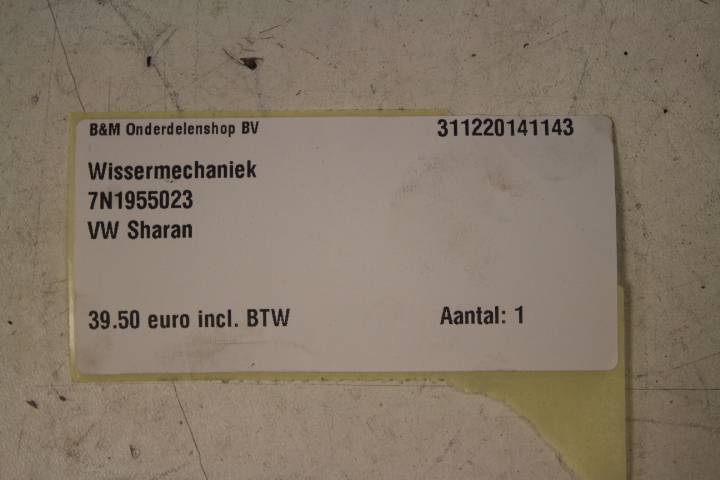 B&M Onderdelenshop BV 311220141143
Wissermechaniek
7N1955023
VW Sharan
39.50 euro incl. BTW Aantal: 1